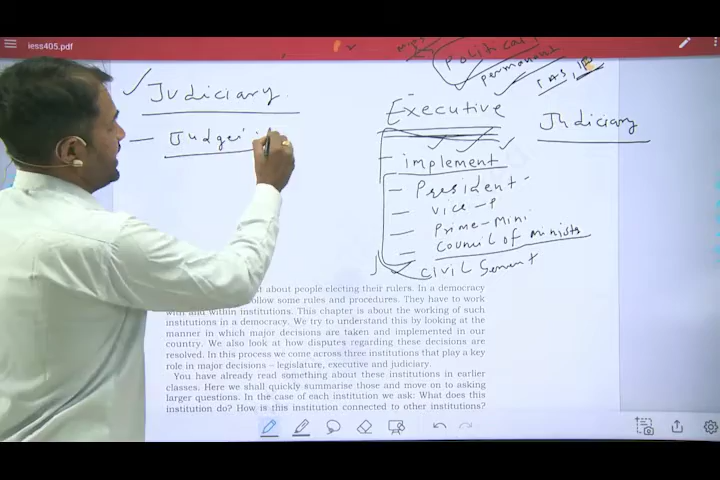 iess405.pdf
Political
permanent
IAS, IP
Judiciary
Executive
Judiciary
— Judge
— implement
— President -
— Vice-P
— Prime-Mini
— Council of Ministers
Civil Servent
t about people electing their rulers. In a democracy
ollow some rules and procedures. They have to work
with and within institutions. This chapter is about the working of such
institutions in a democracy. We try to understand this by looking at the
manner in which major decisions are taken and implemented in our
country. We also look at how disputes regarding these decisions are
resolved. In this process we come across three institutions that play a key
role in major decisions – legislature, executive and judiciary.
You have already read something about these institutions in earlier
classes. Here we shall quickly summarise those and move on to asking
larger questions. In the case of each institution we ask: What does this
institution do? How is this institution connected to other institutions?